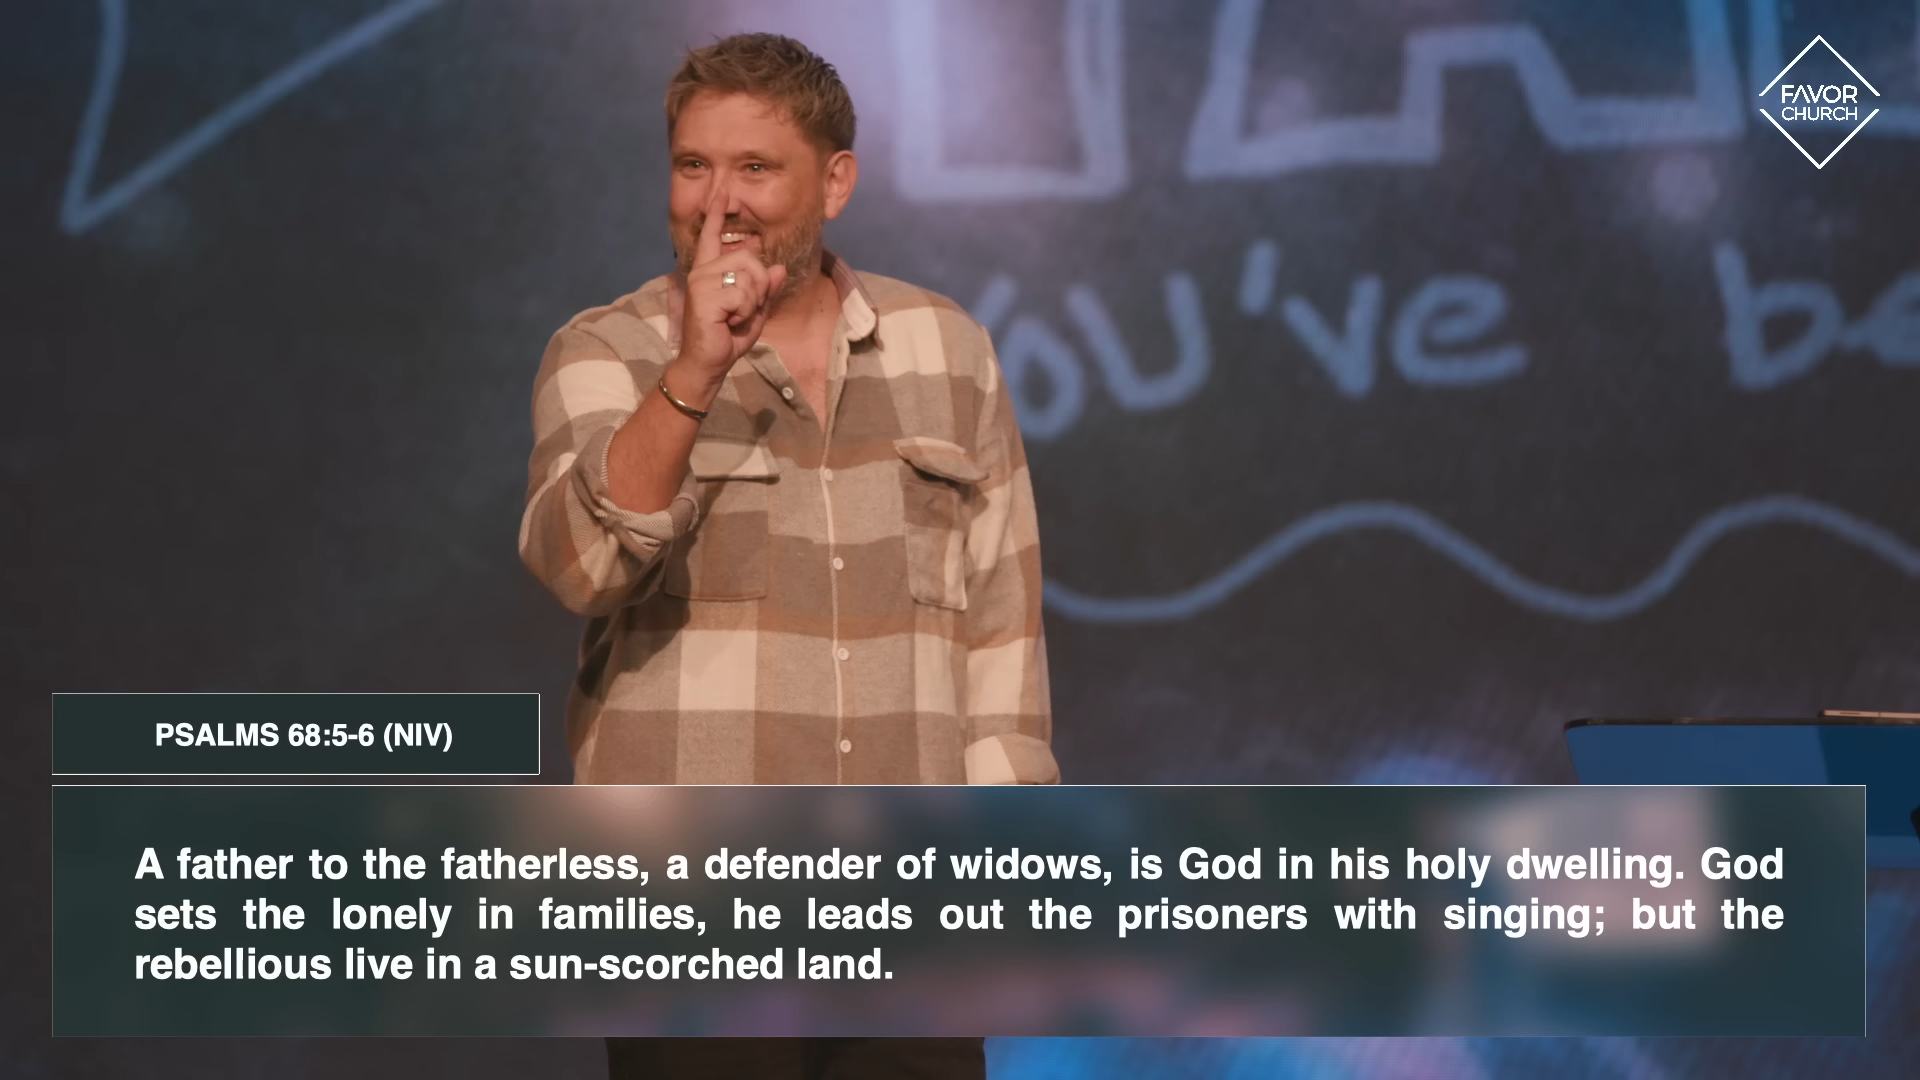 FAVOR
CHURCH
you've be
PSALMS 68:5-6 (NIV)
A father to the fatherless, a defender of widows, is God in his holy dwelling. God
sets the lonely in families, he leads out the prisoners with singing; but the
rebellious live in a sun-scorched land.